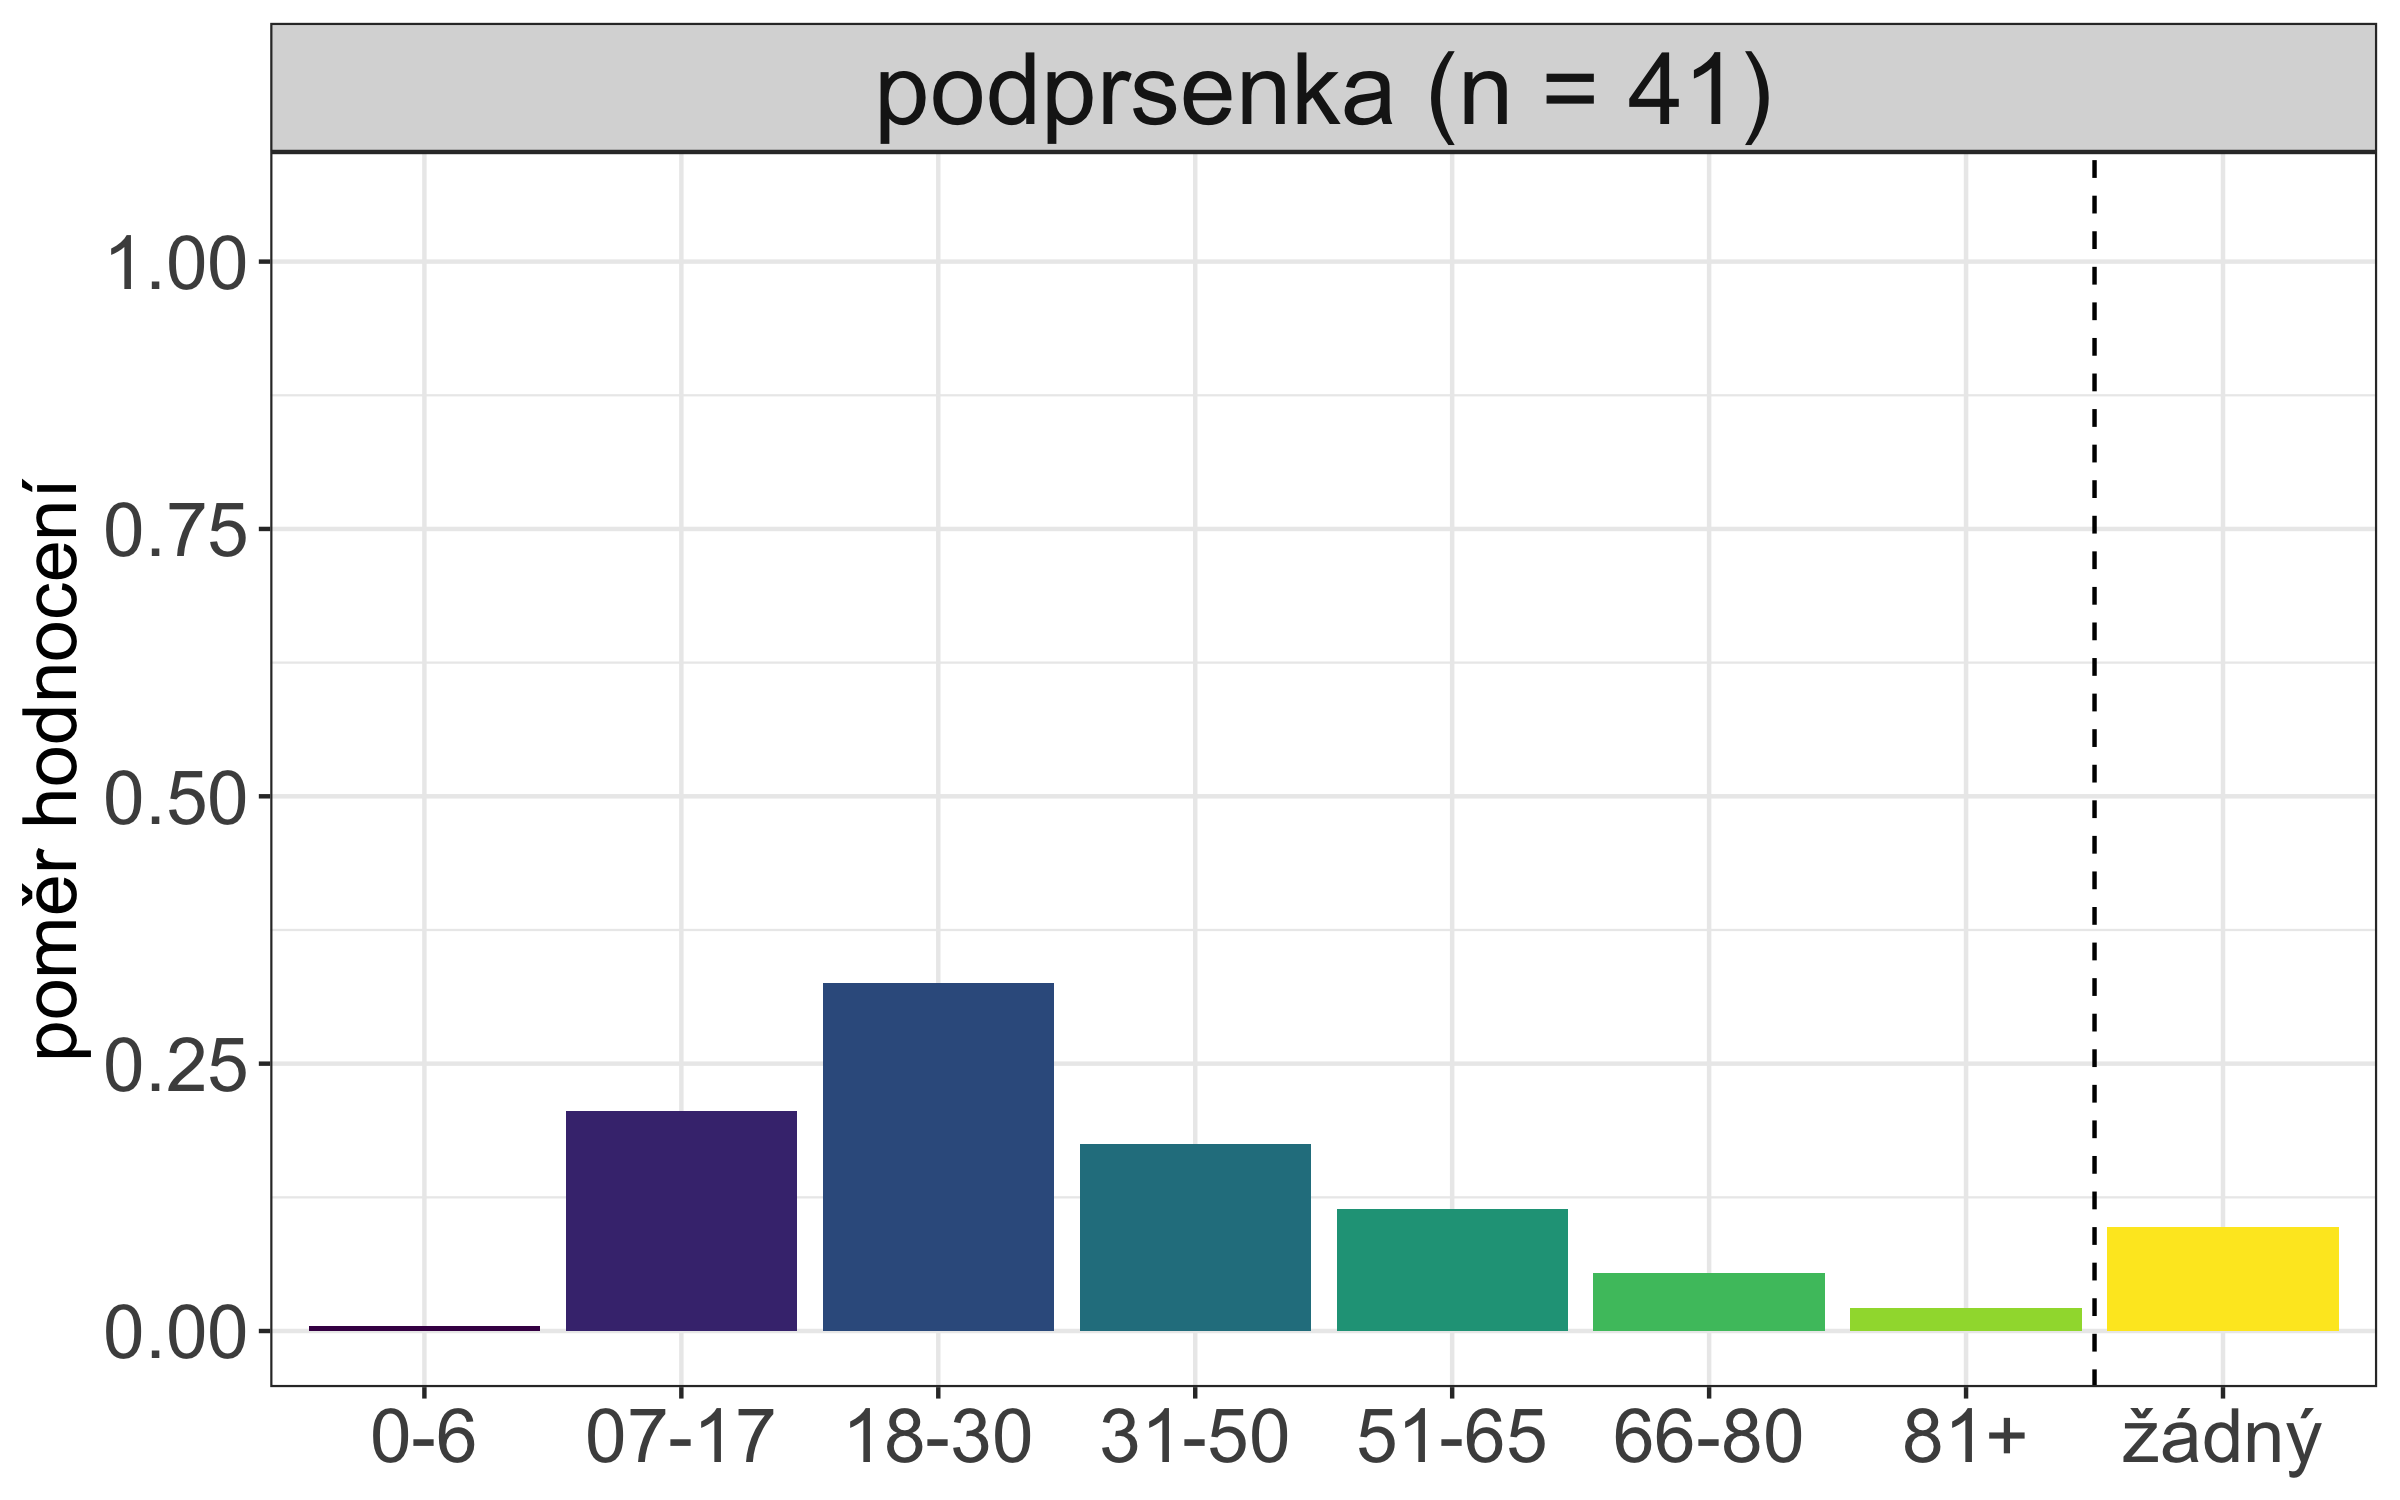 podprsenka (n = 41)
poměr hodnocení
1.00
0.75
0.50
0.25
0.00
0-6 07-17 18-30 31-50 51-65 66-80 81+ žádný